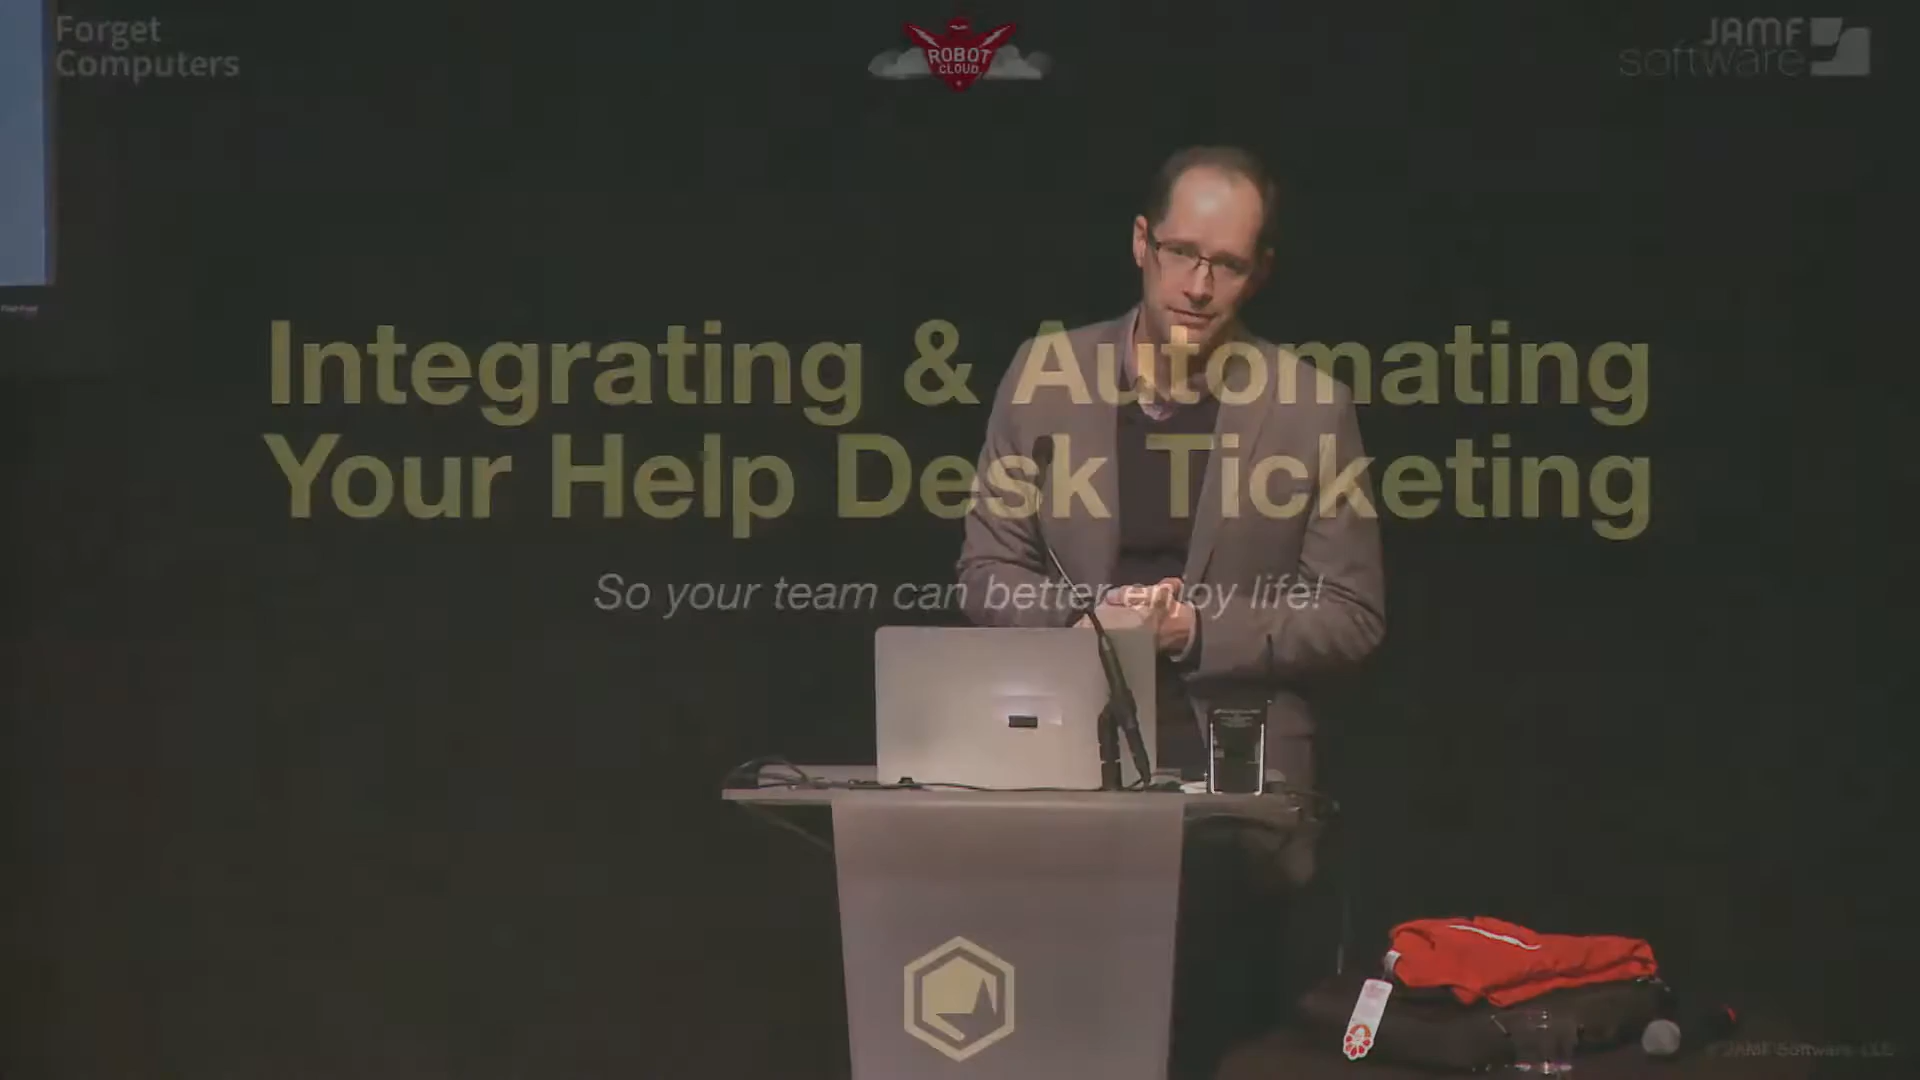 Forget
Computers
ROBOT
CLOUD
JAMF
software
Integrating & Automating
Your Help Desk Ticketing
So your team can better enjoy life!
JAMF Software, LLC